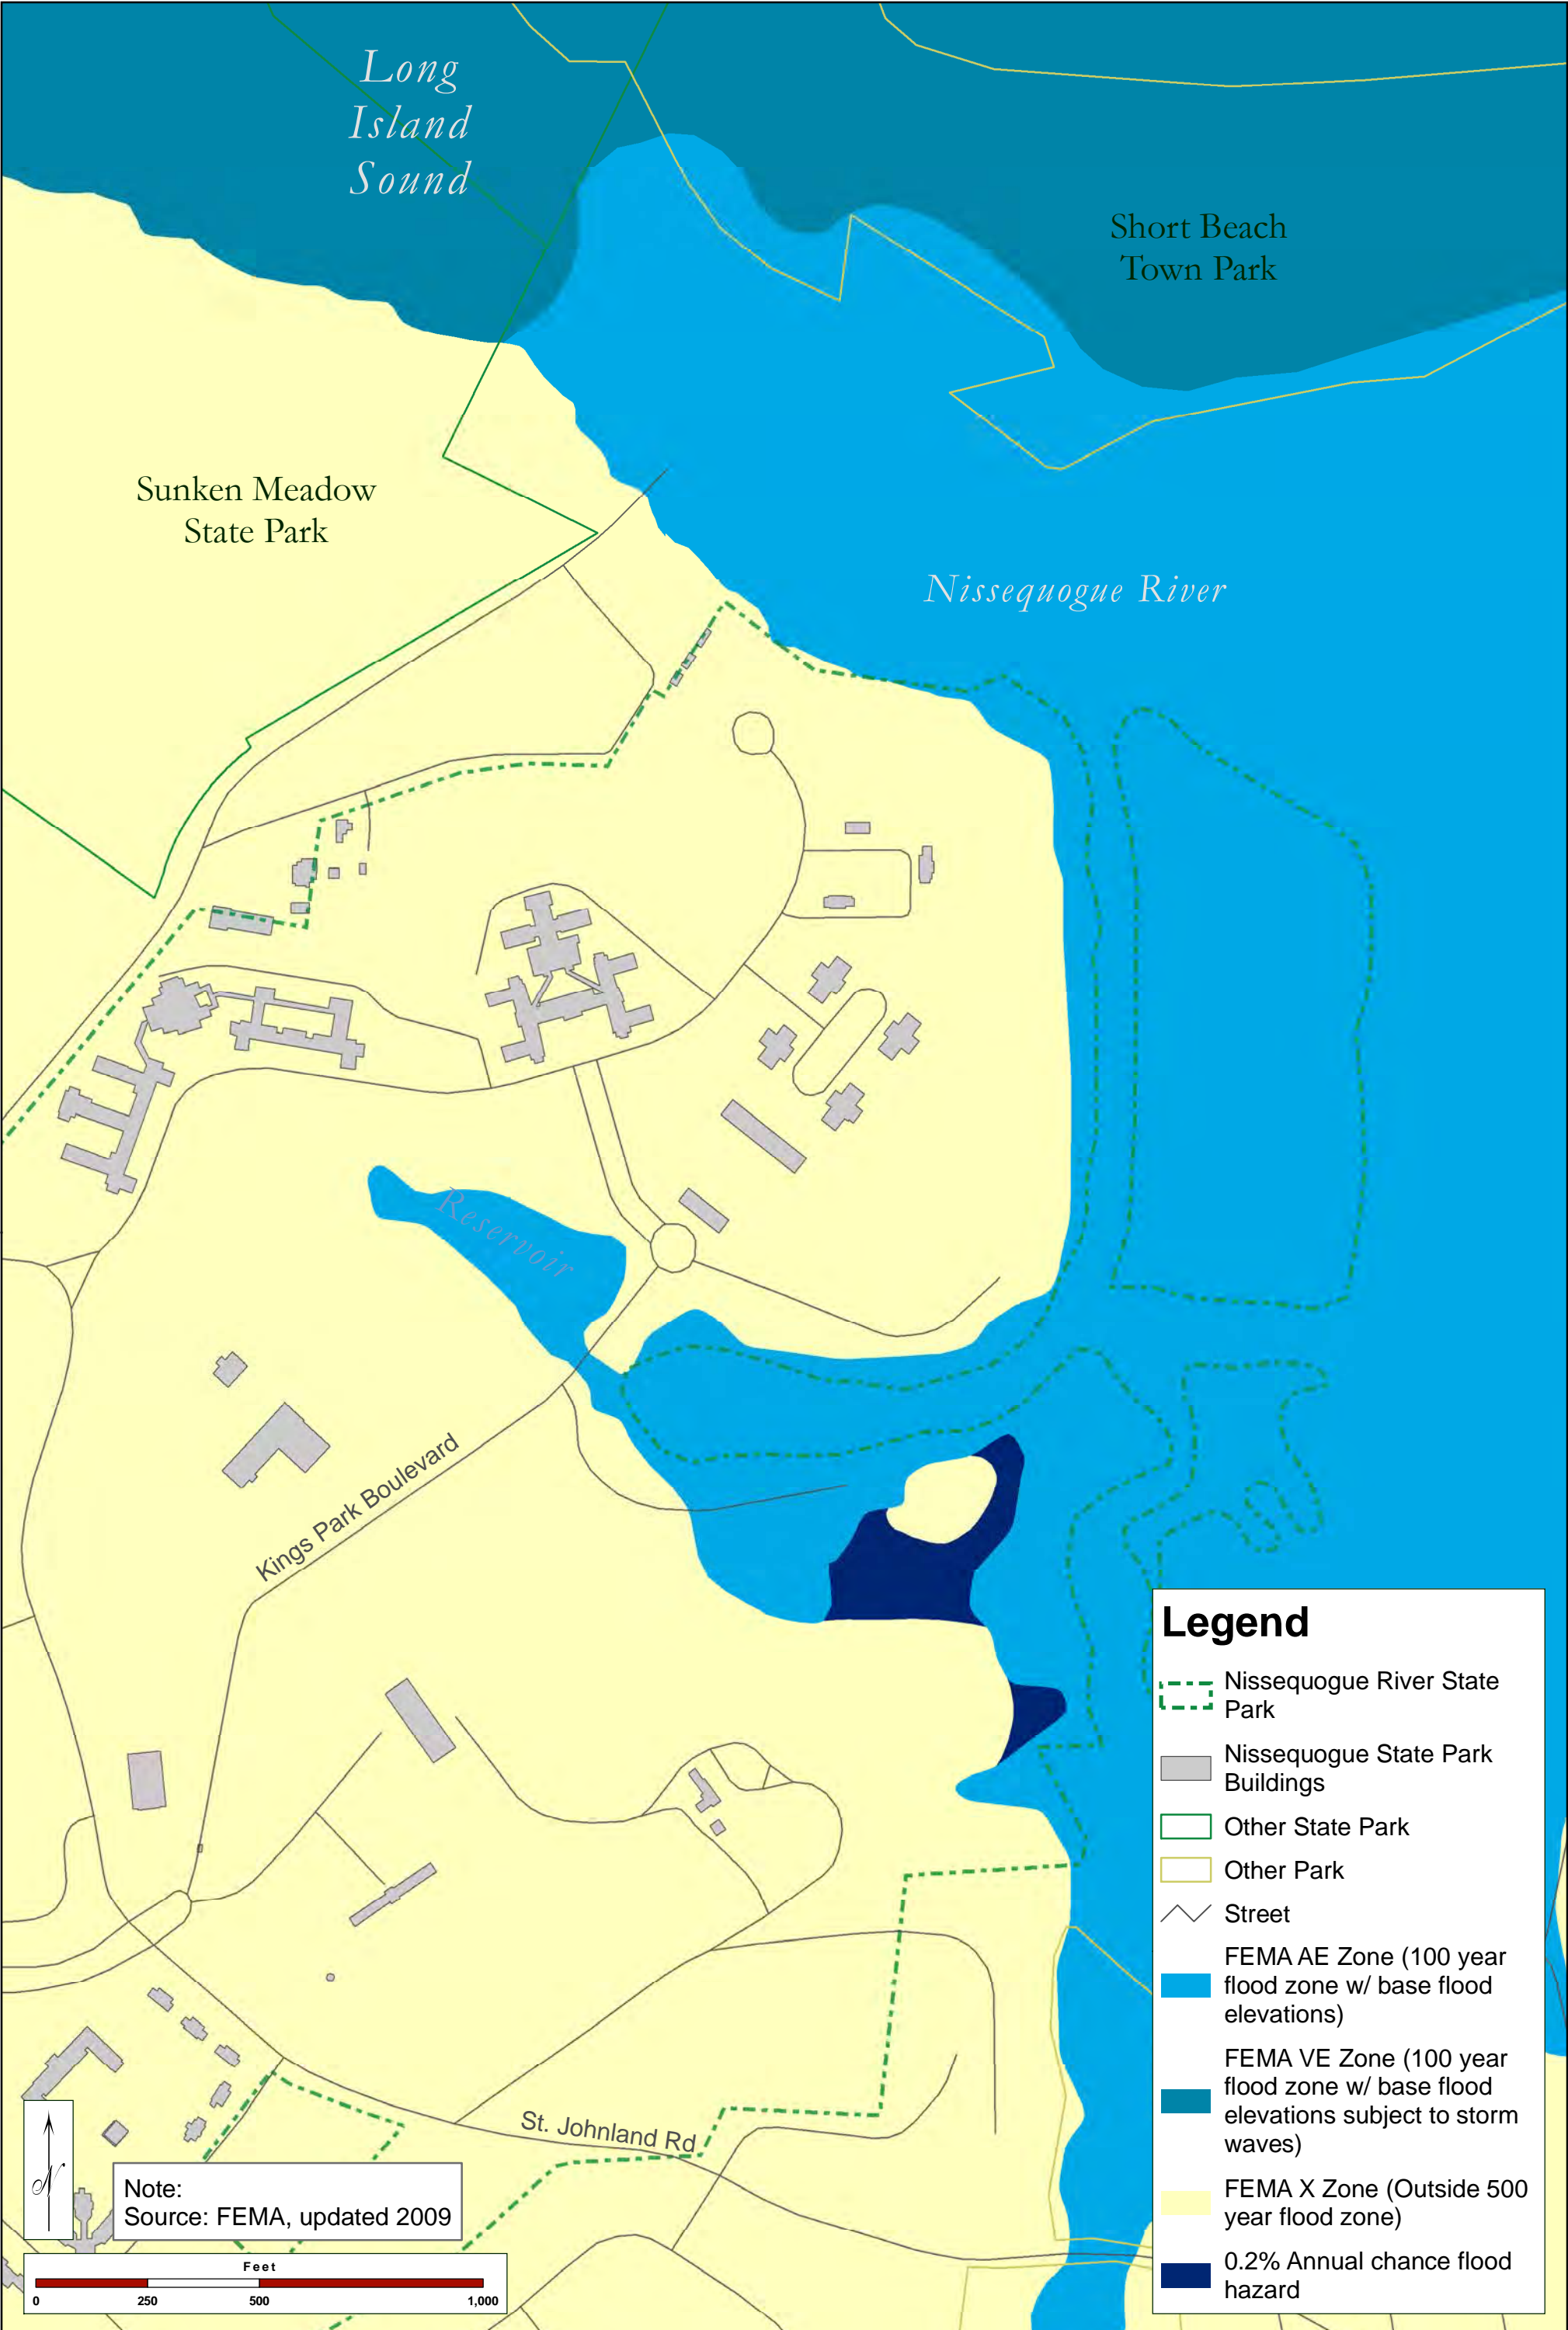 Long
Island
Sound
Short Beach
Town Park
Sunken Meadow
State Park
Nissequogue River
Reservoir
Kings Park Boulevard
St. Johnland Rd
Legend
Nissequogue River State
Park
Nissequogue State Park
Buildings
Other State Park
Other Park
Street
FEMA AE Zone (100 year
flood zone w/ base flood
elevations)
FEMA VE Zone (100 year
flood zone w/ base flood
elevations subject to storm
waves)
FEMA X Zone (Outside 500
year flood zone)
0.2% Annual chance flood
hazard
N
Note:
Source: FEMA, updated 2009
Feet
0 250 500 1,000